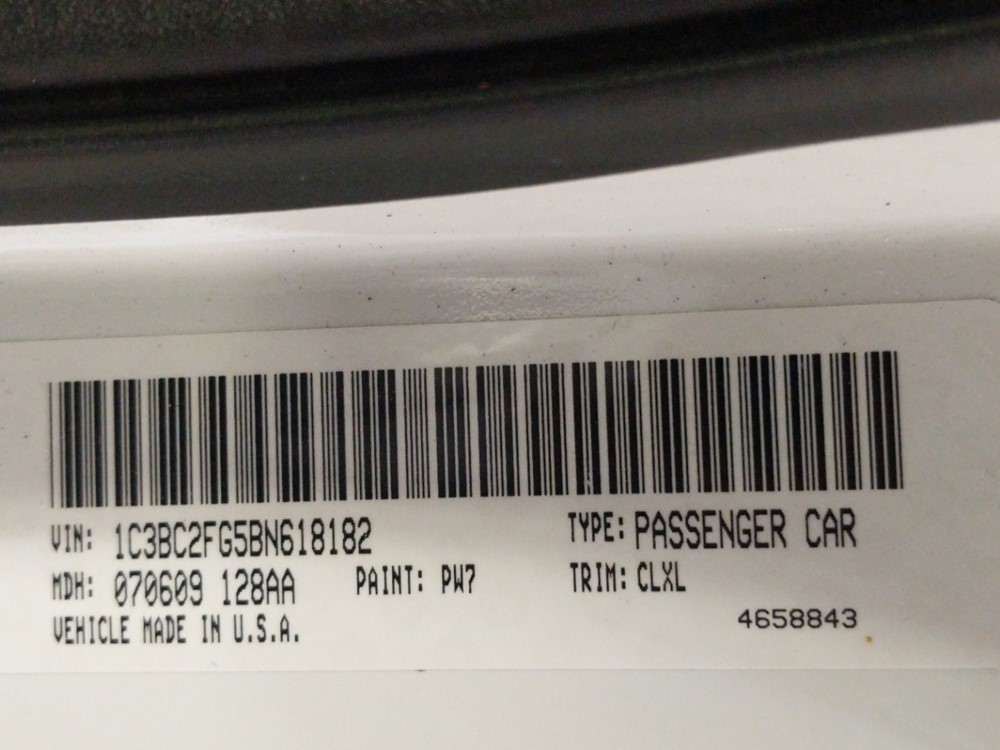 VIN: 1C3BC2FG5BN618182 TYPE: PASSENGER CAR
MDH: 070609 128AA PAINT: PW7 TRIM: CLXL
VEHICLE MADE IN U.S.A. 4658843